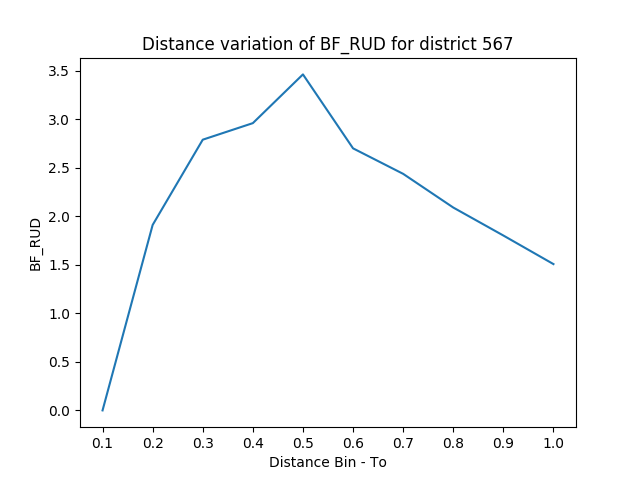 Distance variation of BF_RUD for district 567
3.5
3.0
2.5
2.0
1.5
1.0
0.5
0.0
BF_RUD
0.1 0.2 0.3 0.4 0.5 0.6 0.7 0.8 0.9 1.0
Distance Bin - To